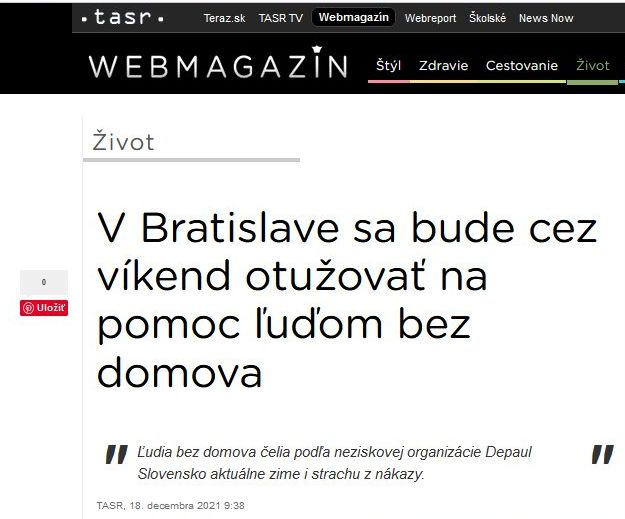 .tasr.
Teraz.sk TASR TV Webmagazín Webreport Školské News Now
WEBMAGAZÍN
Štýl Zdravie Cestovanie Život
Život
V Bratislave sa bude cez
víkend otužovať na
pomoc ľuďom bez
domova
0
Uložiť
" Ľudia bez domova čelia podľa neziskovej organizácie Depaul "
Slovensko aktuálne zime i strachu z nákazy.
TASR, 18. decembra 2021 9:38